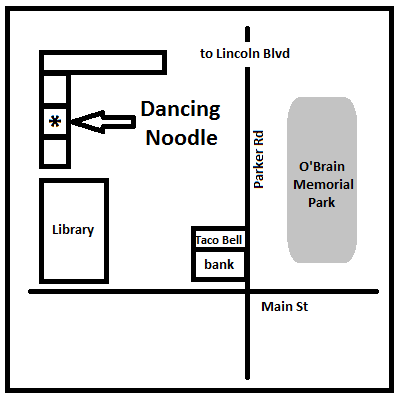 to Lincoln Blvd
Dancing
Noodle
*
Parker Rd
O'Brain
Memorial
Park
Library
Taco Bell
bank
Main St